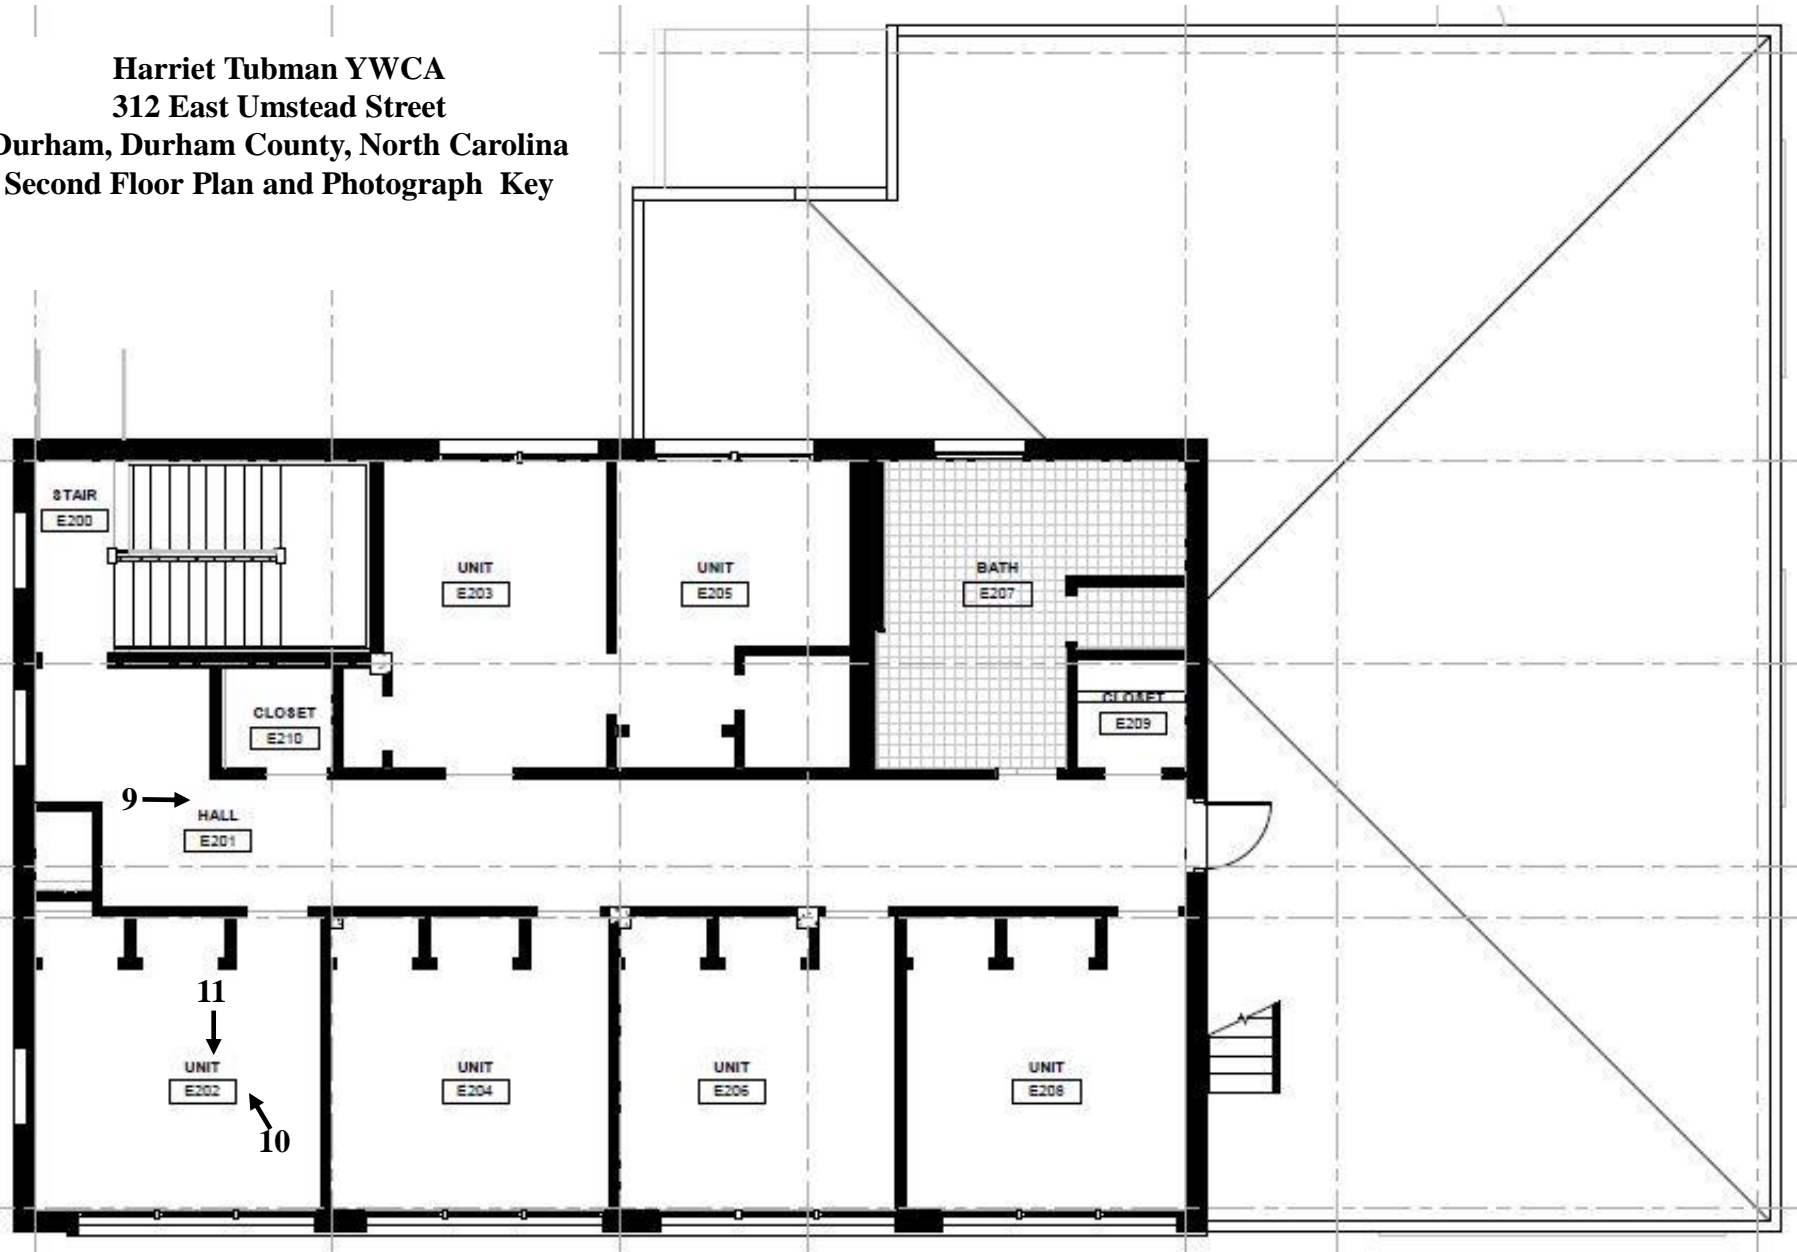 Harriet Tubman YWCA
312 East Umstead Street
Durham, Durham County, North Carolina
Second Floor Plan and Photograph Key
STAIR
E200
UNIT
E203
UNIT
E205
BATH
E207
CLOSET
E210
CLOSET
E209
9
HALL
E201
11
UNIT
E202
10
UNIT
E204
UNIT
E206
UNIT
E208